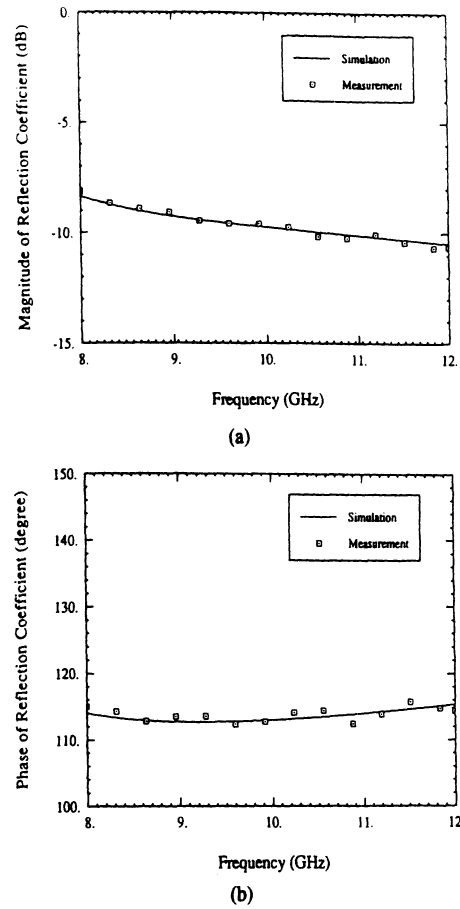 0.
-5.
-10.
-15.
8.
9.
10.
11.
12.
Magnitude of Reflection Coefficient (dB)
Simulation
Measurement
Frequency (GHz)
(a)
150.
140.
130.
120.
110.
100.
8.
9.
10.
11.
12.
Phase of Reflection Coefficient (degree)
Simulation
Measurement
Frequency (GHz)
(b)